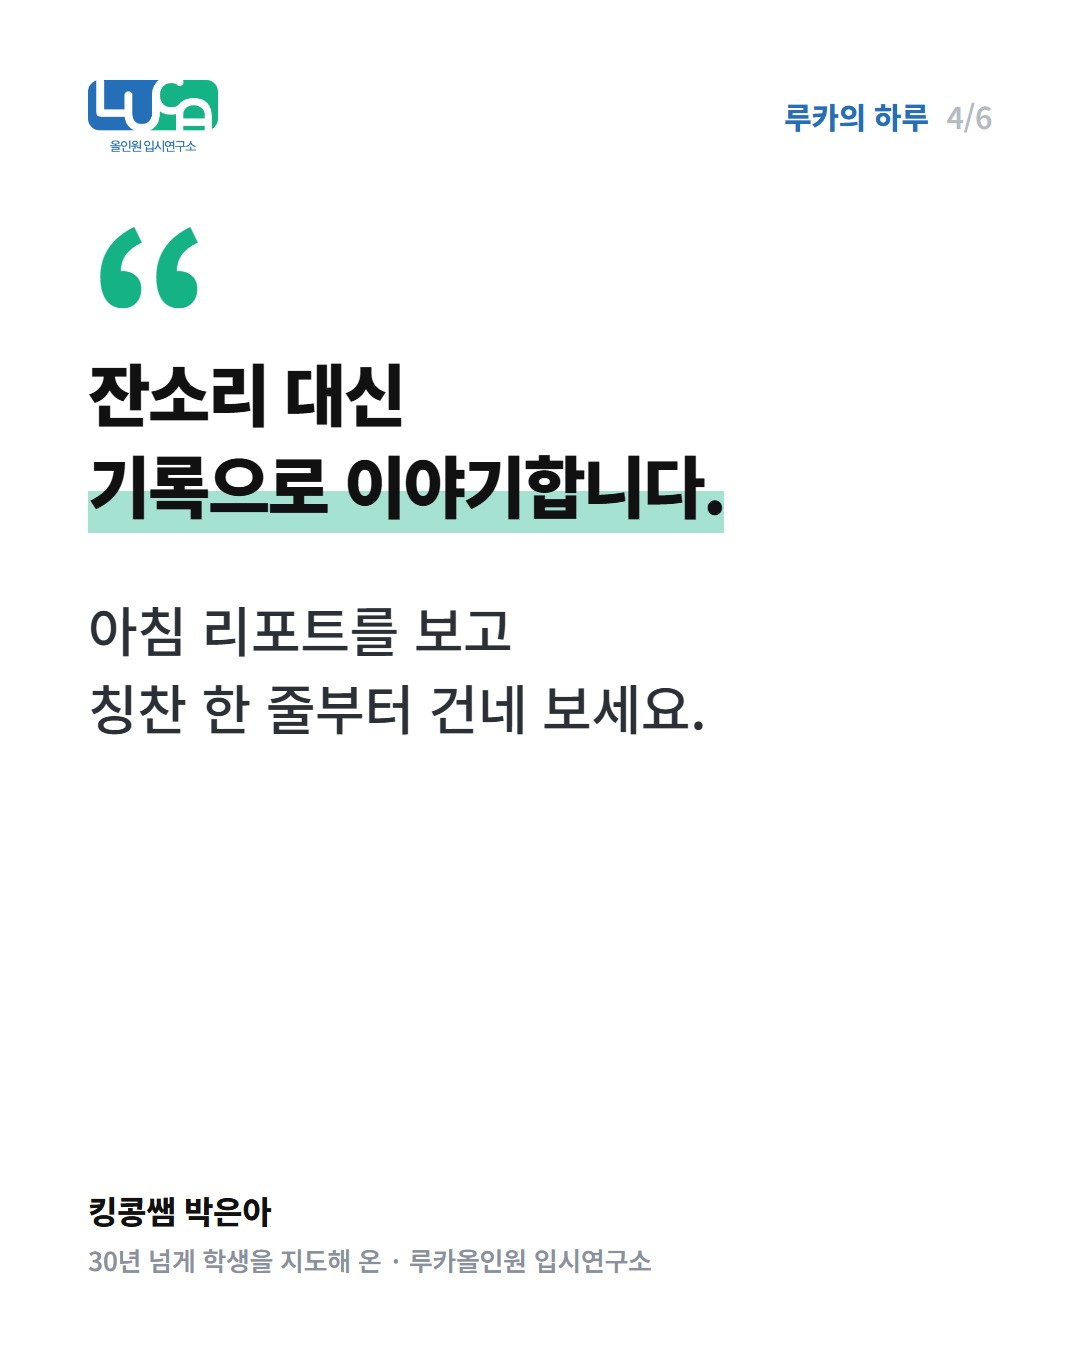 LUCA
올인원 입시연구소
루카의 하루 4/6
“
잔소리 대신
기록으로 이야기합니다.
아침 리포트를 보고
칭찬 한 줄부터 건네 보세요.
킹콩쌤 박은아
30년 넘게 학생을 지도해 온 · 루카올인원 입시연구소